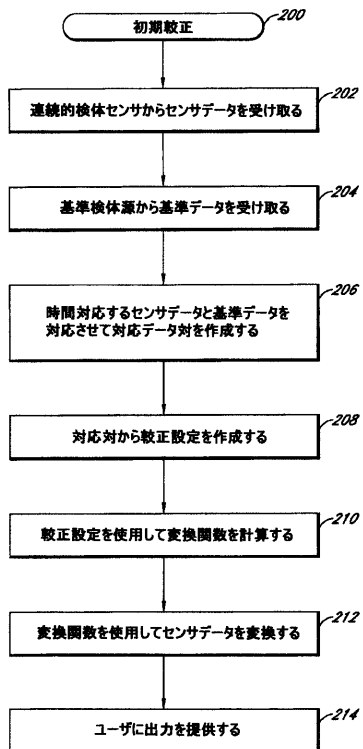 初期較正
200
連続的検体センサからセンサデータを受け取る
202
基準検体源から基準データを受け取る
204
時間対応するセンサデータと基準データを
対応させて対応データ対を作成する
206
対応対から較正設定を作成する
208
較正設定を使用して変換関数を計算する
210
変換関数を使用してセンサデータを変換する
212
ユーザに出力を提供する
214